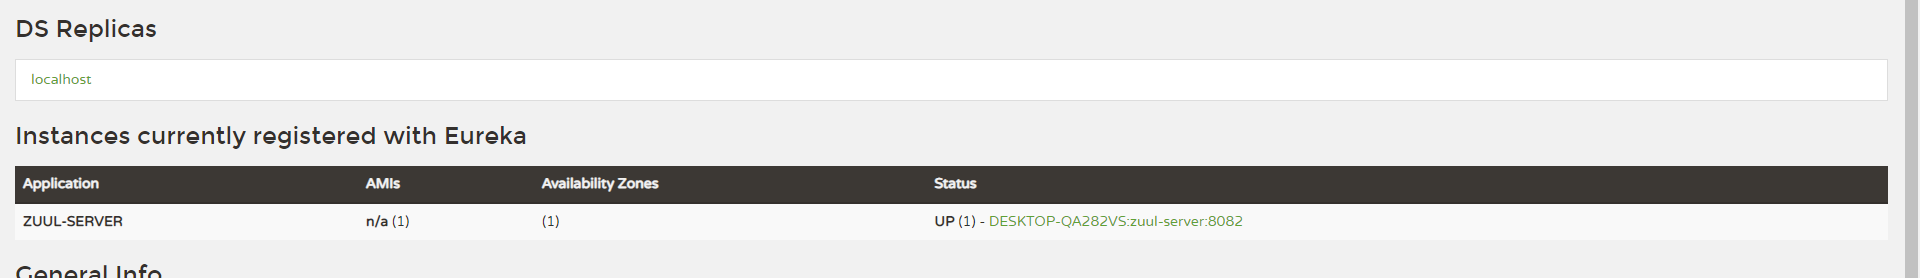 DS Replicas
localhost
Instances currently registered with Eureka
Application AMIs Availability Zones Status
ZUUL-SERVER n/a (1) (1) UP (1) - DESKTOP-QA282VS:zuul-server:8082
General Info